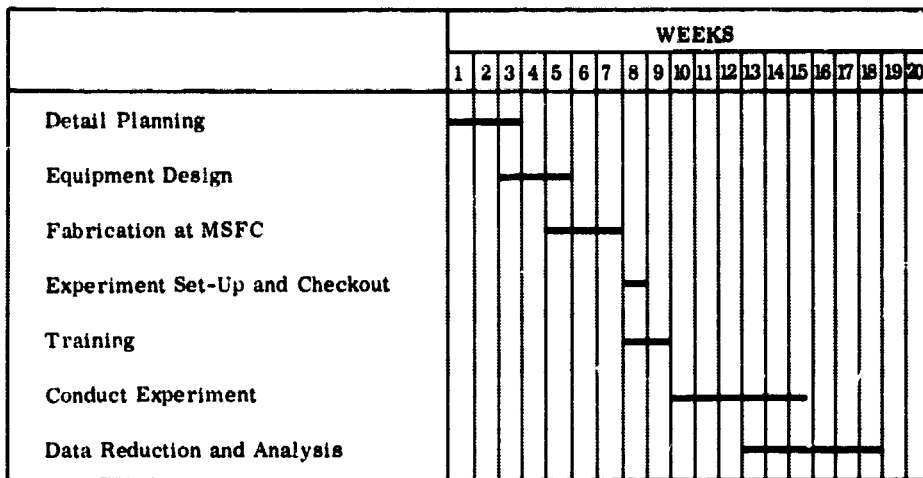 WEEKS
1 2 3 4 5 6 7 8 9 10 11 12 13 14 15 16 17 18 19 20
Detail Planning
Equipment Design
Fabrication at MSFC
Experiment Set-Up and Checkout
Training
Conduct Experiment
Data Reduction and Analysis